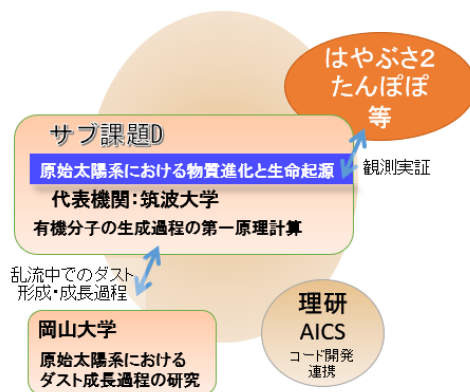 はやぶさ2
たんぽぽ
等
サブ課題D
原始太陽系における物質進化と生命起源
代表機関：筑波大学
有機分子の生成過程の第一原理計算
観測実証
乱流中でのダスト
形成・成長過程
岡山大学
原始太陽系における
ダスト成長過程の研究
理研
AICS
コード開発
連携